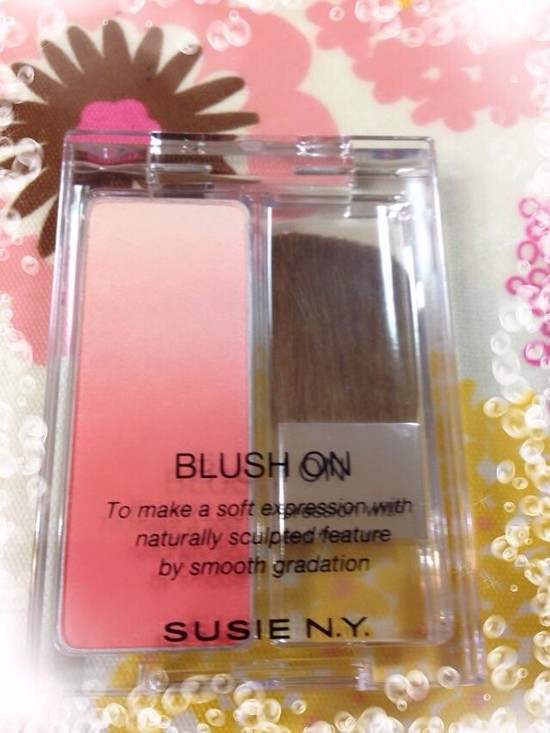 BLUSH ON
To make a soft expression with
naturally sculpted feature
by smooth gradation
SUSIE N.Y.